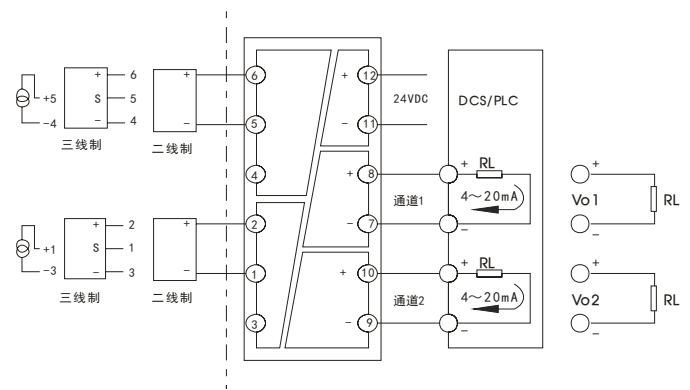 +5
−4
+ 6
S 5
− 4
三线制
+
−
二线制
6
5
4
+ 12
− 11
24VDC
DCS/PLC
+ 8
− 7
通道1
+ RL
4～20mA
−
+
Vo1 RL
−
+1
−3
+ 2
S 1
− 3
三线制
+
−
二线制
2
1
3
+ 10
− 9
通道2
+ RL
4～20mA
−
+
Vo2 RL
−